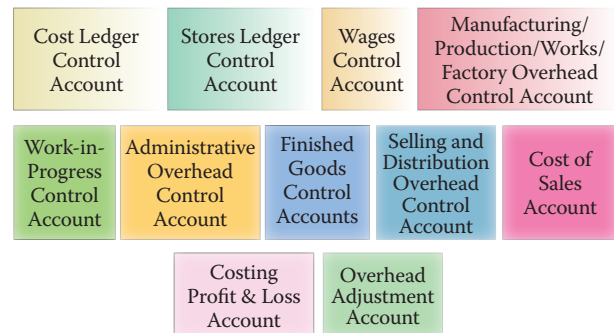 Cost Ledger
Control
Account
Stores Ledger
Control
Account
Wages
Control
Account
Manufacturing/
Production/Works/
Factory Overhead
Control Account
Work-in-
Progress
Control
Account
Administrative
Overhead
Control
Account
Finished
Goods
Control
Accounts
Selling and
Distribution
Overhead
Control
Account
Cost of
Sales
Account
Costing
Profit & Loss
Account
Overhead
Adjustment
Account